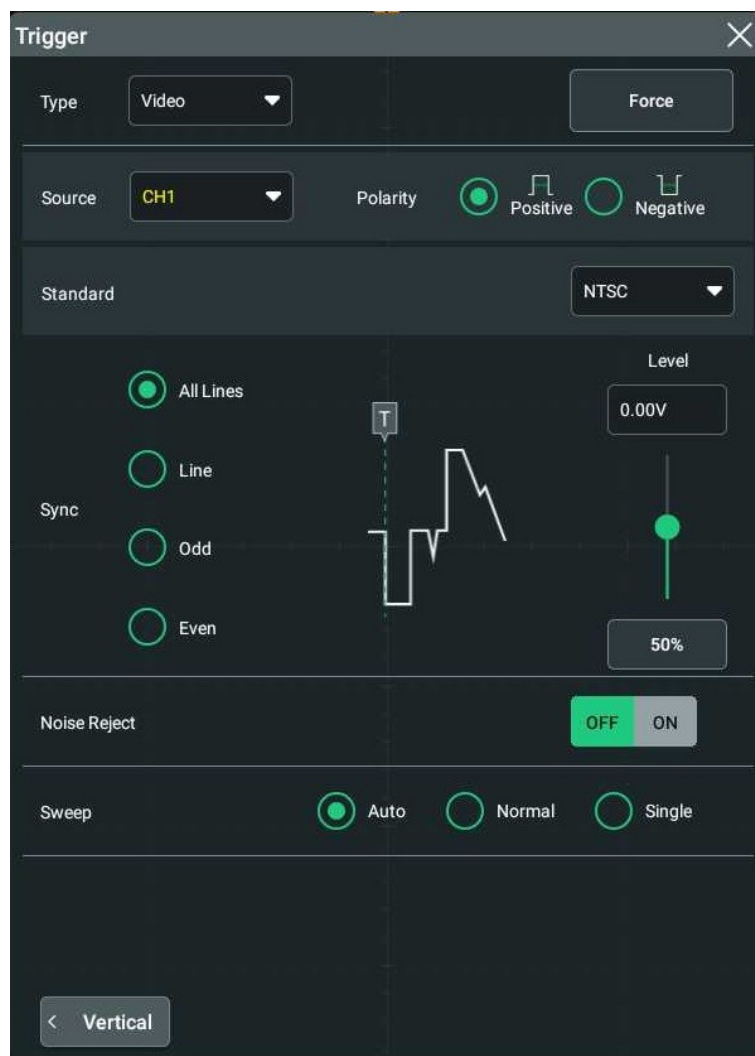 Trigger
Type Video Force
Source CH1 Polarity Positive Negative
Standard NTSC
Level
All Lines 0.00V
T
Line
Sync
Odd
Even
50%
Noise Reject OFF ON
Sweep Auto Normal Single
< Vertical